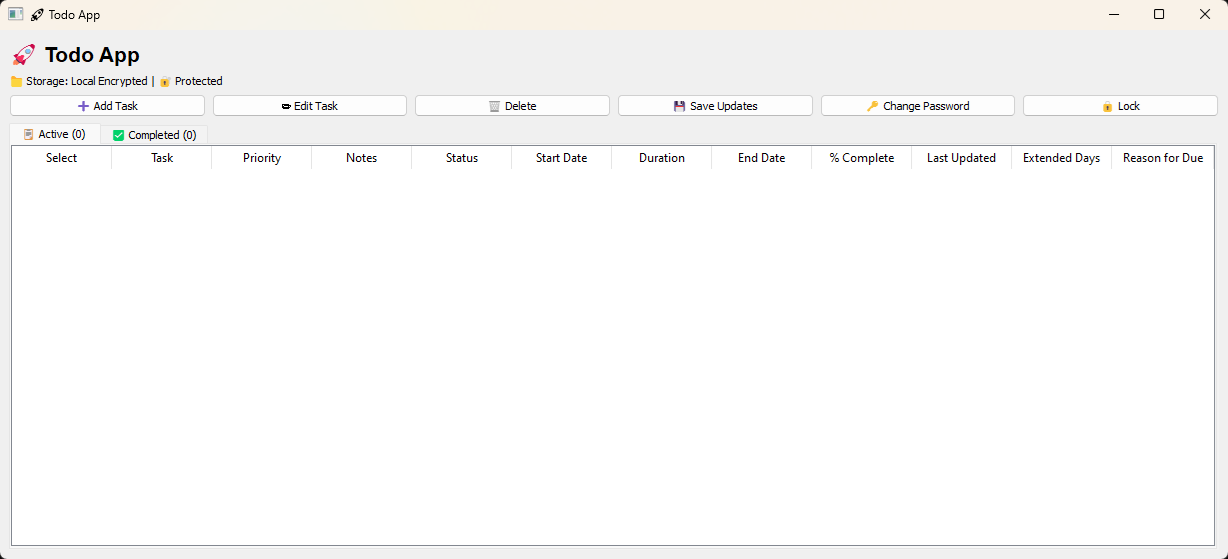 Todo App
Todo App
Storage: Local Encrypted | Protected
Add Task Edit Task Delete Save Updates Change Password Lock
Active (0) Completed (0)
Select Task Priority Notes Status Start Date Duration End Date % Complete Last Updated Extended Days Reason for Due